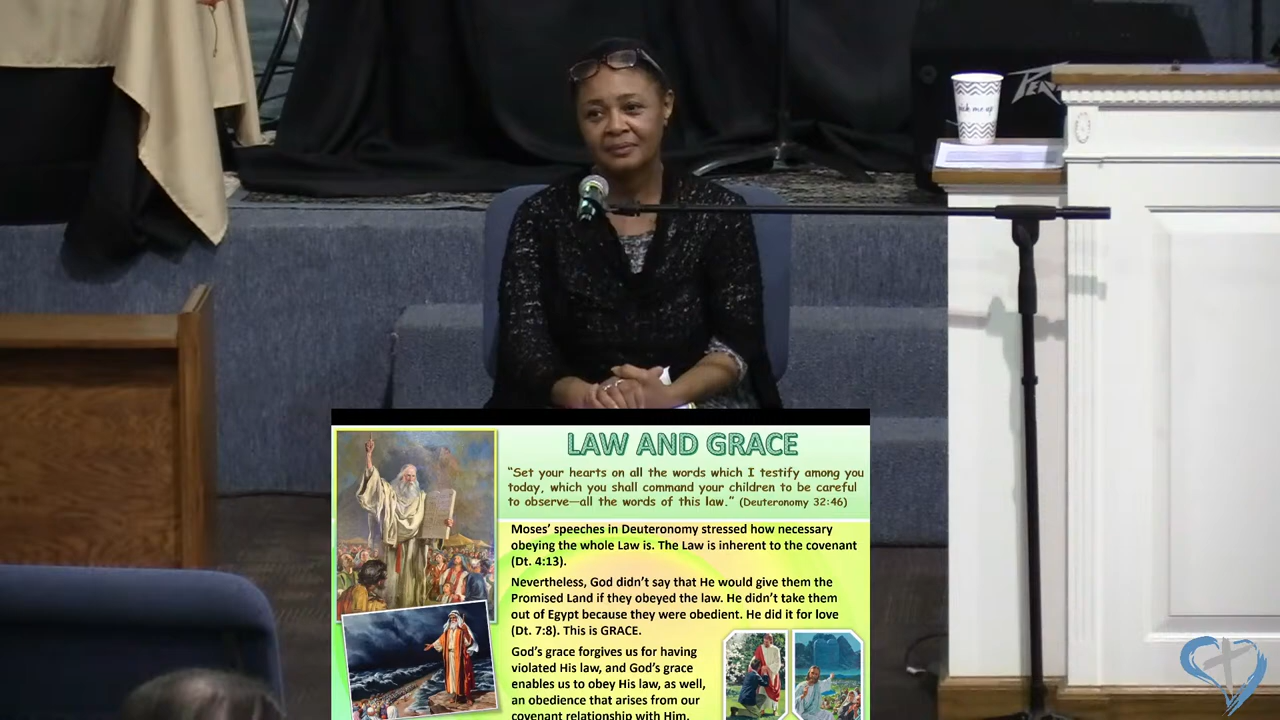 pick me up
LAW AND GRACE
“Set your hearts on all the words which I testify among you
today, which you shall command your children to be careful
to observe—all the words of this law.” (Deuteronomy 32:46)
Moses’ speeches in Deuteronomy stressed how necessary
obeying the whole Law is. The Law is inherent to the covenant
(Dt. 4:13).
Nevertheless, God didn’t say that He would give them the
Promised Land if they obeyed the law. He didn’t take them
out of Egypt because they were obedient. He did it for love
(Dt. 7:8). This is GRACE.
God’s grace forgives us for having
violated His law, and God’s grace
enables us to obey His law, as well,
an obedience that arises from our
covenant relationship with Him.